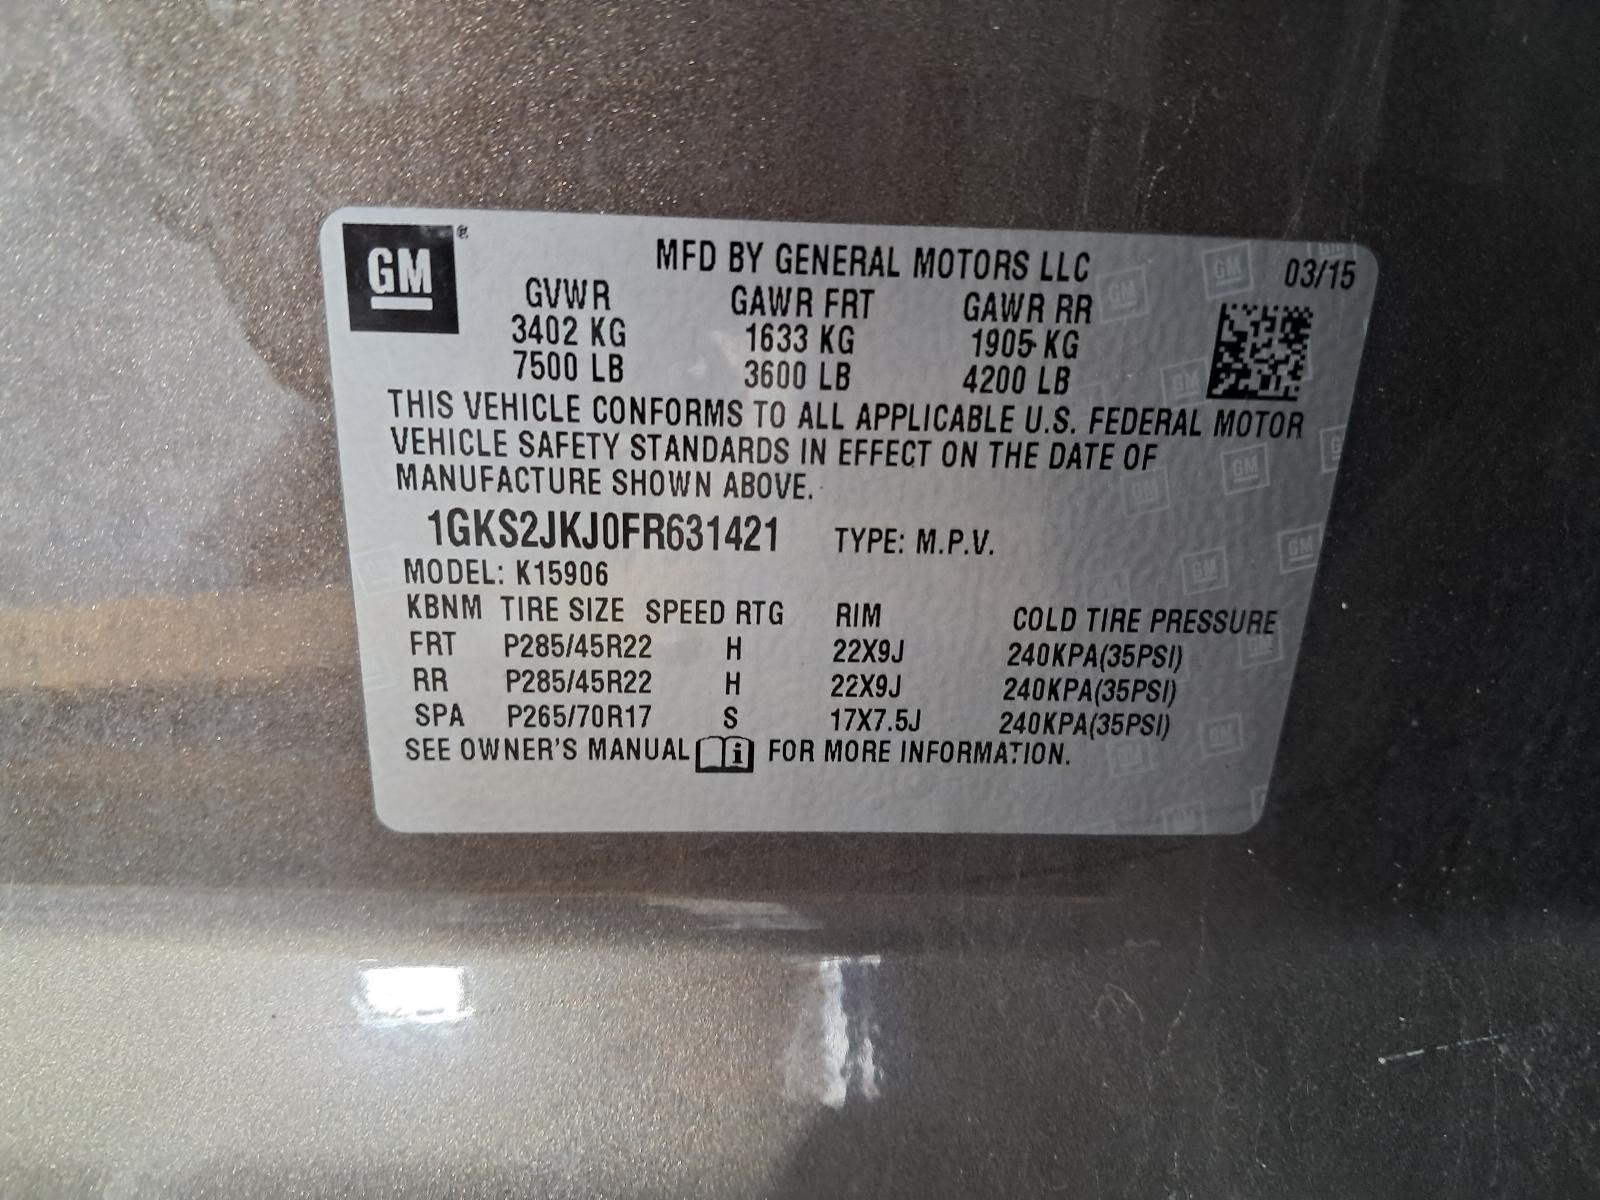 GM®
MFD BY GENERAL MOTORS LLC 03/15
GVWR GAWR FRT GAWR RR
3402 KG 1633 KG 1905 KG
7500 LB 3600 LB 4200 LB
THIS VEHICLE CONFORMS TO ALL APPLICABLE U.S. FEDERAL MOTOR
VEHICLE SAFETY STANDARDS IN EFFECT ON THE DATE OF
MANUFACTURE SHOWN ABOVE.
1GKS2JKJ0FR631421 TYPE: M.P.V.
MODEL: K15906
KBNM TIRE SIZE SPEED RTG RIM COLD TIRE PRESSURE
FRT P285/45R22 H 22X9J 240KPA(35PSI)
RR P285/45R22 H 22X9J 240KPA(35PSI)
SPA P265/70R17 S 17X7.5J 240KPA(35PSI)
SEE OWNER'S MANUAL i FOR MORE INFORMATION.